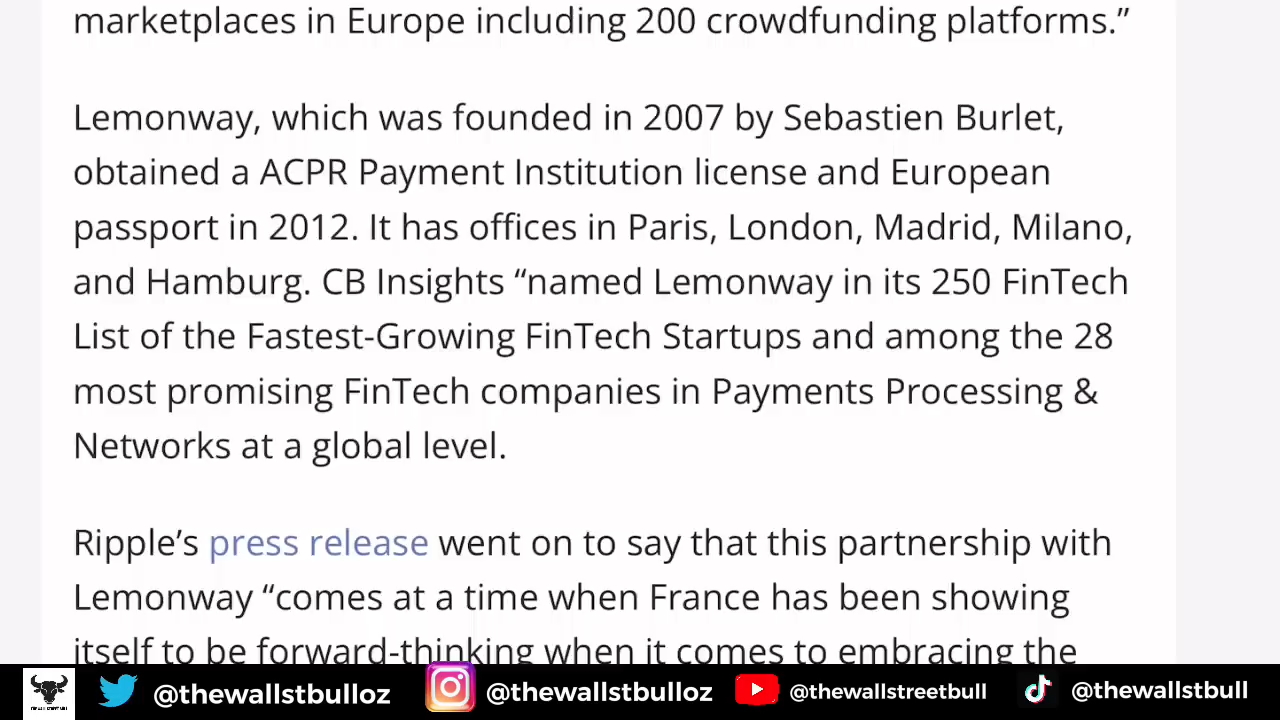 marketplaces in Europe including 200 crowdfunding platforms.”
Lemonway, which was founded in 2007 by Sebastien Burlet,
obtained a ACPR Payment Institution license and European
passport in 2012. It has offices in Paris, London, Madrid, Milano,
and Hamburg. CB Insights “named Lemonway in its 250 FinTech
List of the Fastest-Growing FinTech Startups and among the 28
most promising FinTech companies in Payments Processing &
Networks at a global level.
Ripple’s press release went on to say that this partnership with
Lemonway “comes at a time when France has been showing
itself to be forward-thinking when it comes to embracing the
@thewallstbulloz @thewallstbulloz @thewallstreetbull @thewallstbull